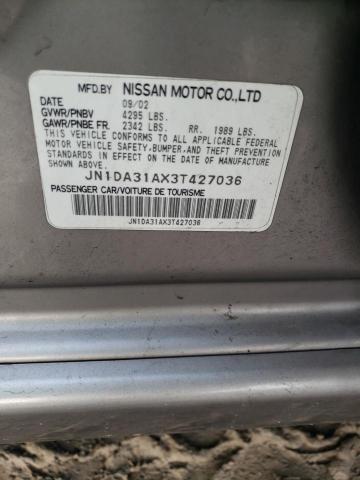 MFD.BY NISSAN MOTOR CO.,LTD
DATE 09/02
GVWR/PNBV 4295 LBS.
GAWR/PNBE FR. 2342 LBS. RR. 1989 LBS.
THIS VEHICLE CONFORMS TO ALL APPLICABLE FEDERAL
MOTOR VEHICLE SAFETY, BUMPER, AND THEFT PREVENTION
STANDARDS IN EFFECT ON THE DATE OF MANUFACTURE
SHOWN ABOVE.
JN1DA31AX3T427036
PASSENGER CAR/VOITURE DE TOURISME
JN1DA31AX3T427036